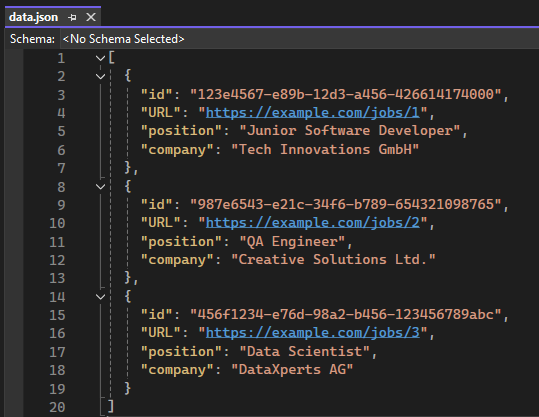 data.json
Schema: <No Schema Selected>
1 [
2 {
3 "id": "123e4567-e89b-12d3-a456-426614174000",
4 "URL": "https://example.com/jobs/1",
5 "position": "Junior Software Developer",
6 "company": "Tech Innovations GmbH"
7 },
8 {
9 "id": "987e6543-e21c-34f6-b789-654321098765",
10 "URL": "https://example.com/jobs/2",
11 "position": "QA Engineer",
12 "company": "Creative Solutions Ltd."
13 },
14 {
15 "id": "456f1234-e76d-98a2-b456-123456789abc",
16 "URL": "https://example.com/jobs/3",
17 "position": "Data Scientist",
18 "company": "DataXperts AG"
19 }
20 ]